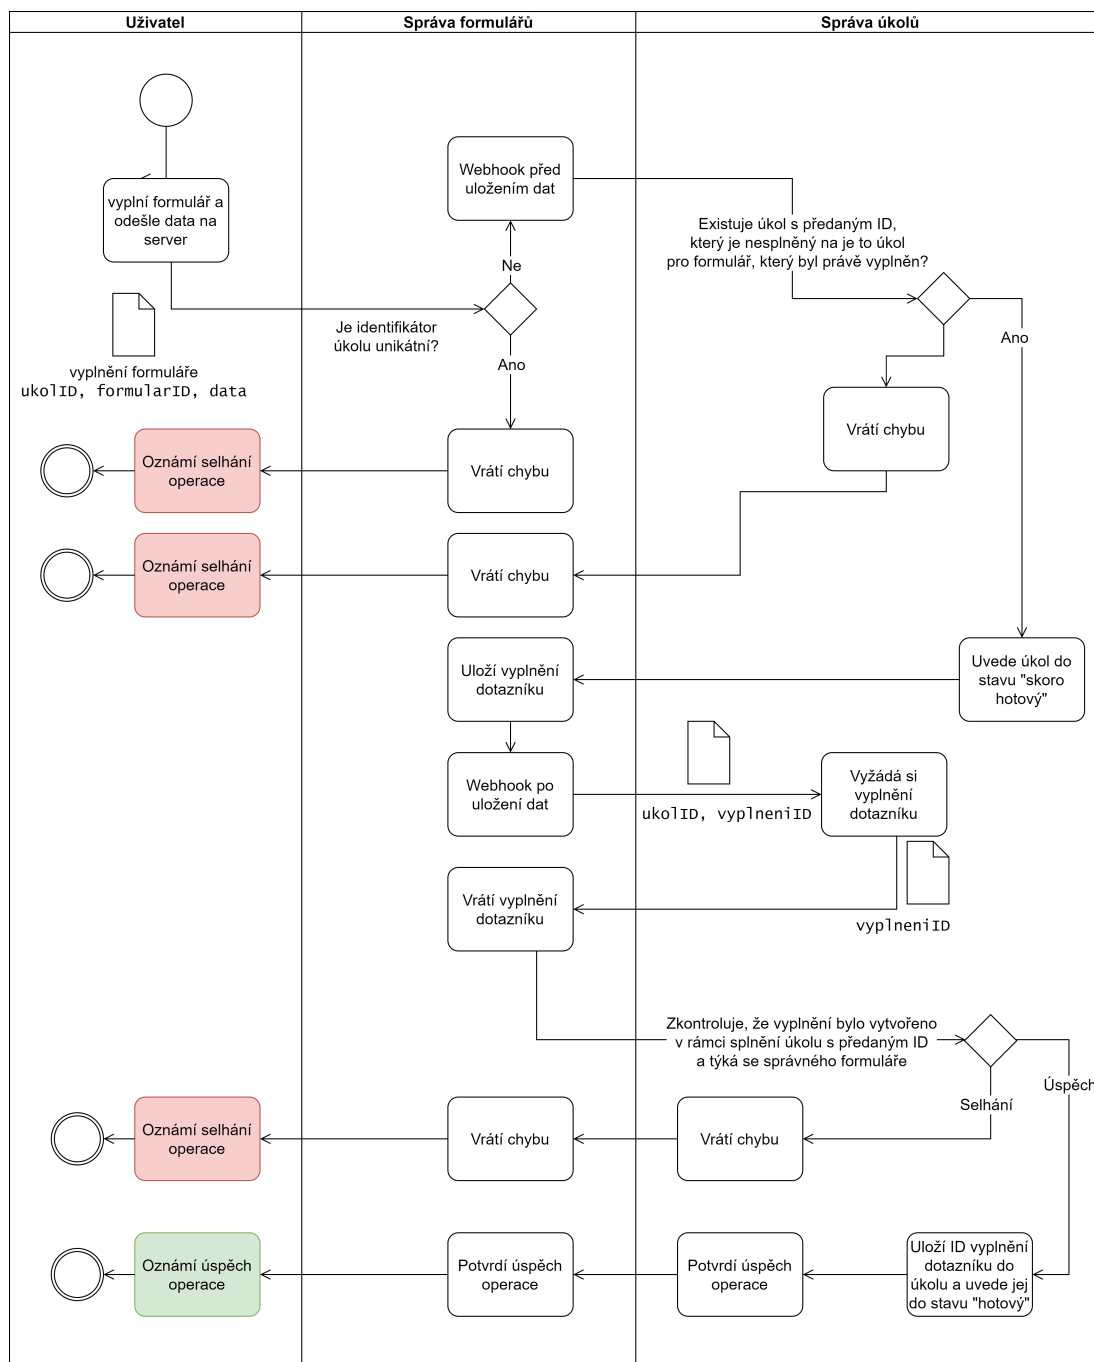 Uživatel
Správa formulářů
Správa úkolů
vyplní formulář a
odešle data na
server
Webhook před
uložením dat
Existuje úkol s předaným ID,
který je nesplněný na je to úkol
pro formulář, který byl právě vyplněn?
Ne
Je identifikátor
úkolu unikátní?
Ano
Ano
vyplnění formuláře
ukolID, formularID, data
Vrátí chybu
Oznámí selhání
operace
Vrátí chybu
Oznámí selhání
operace
Vrátí chybu
Uloží vyplnění
dotazníku
Uvede úkol do
stavu "skoro
hotový"
Webhook po
uložení dat
ukolID, vyplneniID
Vyžádá si
vyplnění
dotazníku
Vrátí vyplnění
dotazníku
vyplneniID
Zkontroluje, že vyplnění bylo vytvořeno
v rámci splnění úkolu s předaným ID
a týká se správného formuláře
Úspěch
Selhání
Oznámí selhání
operace
Vrátí chybu
Vrátí chybu
Oznámí úspěch
operace
Potvrdí úspěch
operace
Potvrdí úspěch
operace
Uloží ID vyplnění
dotazníku do
úkolu a uvede jej
do stavu "hotový"